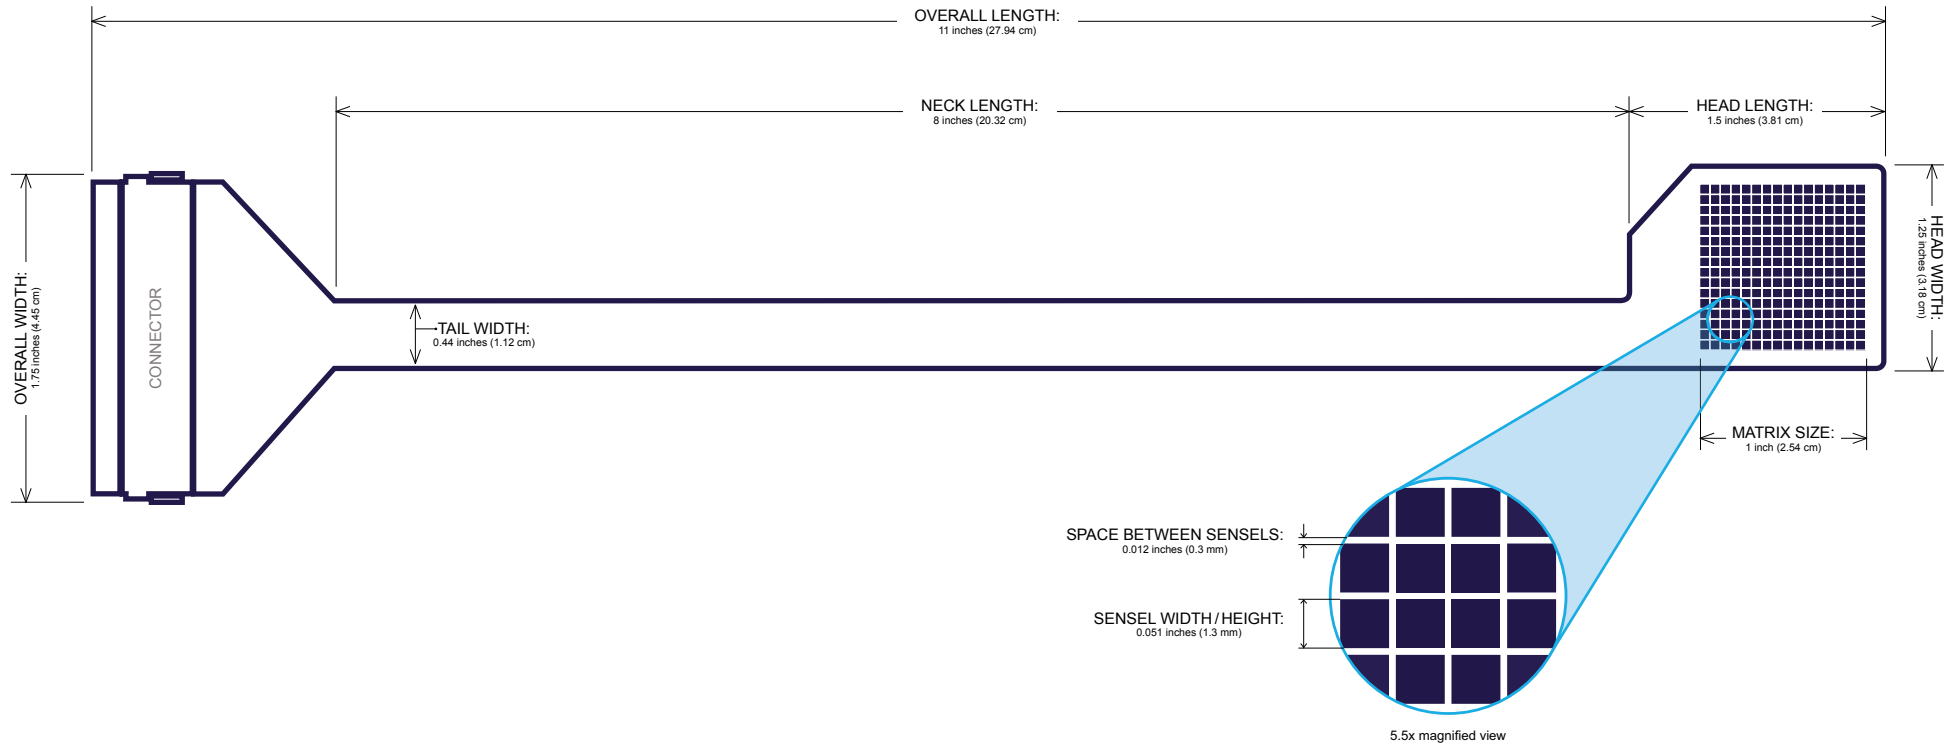 OVERALL LENGTH:
11 inches (27.94 cm)
NECK LENGTH:
8 inches (20.32 cm)
HEAD LENGTH:
1.5 inches (3.81 cm)
OVERALL WIDTH:
1.75 inches (4.45 cm)
CONNECTOR
TAIL WIDTH:
0.44 inches (1.12 cm)
HEAD WIDTH:
1.25 inches (3.18 cm)
MATRIX SIZE:
1 inch (2.54 cm)
SPACE BETWEEN SENSELS:
0.012 inches (0.3 mm)
SENSEL WIDTH/HEIGHT:
0.051 inches (1.3 mm)
5.5x magnified view